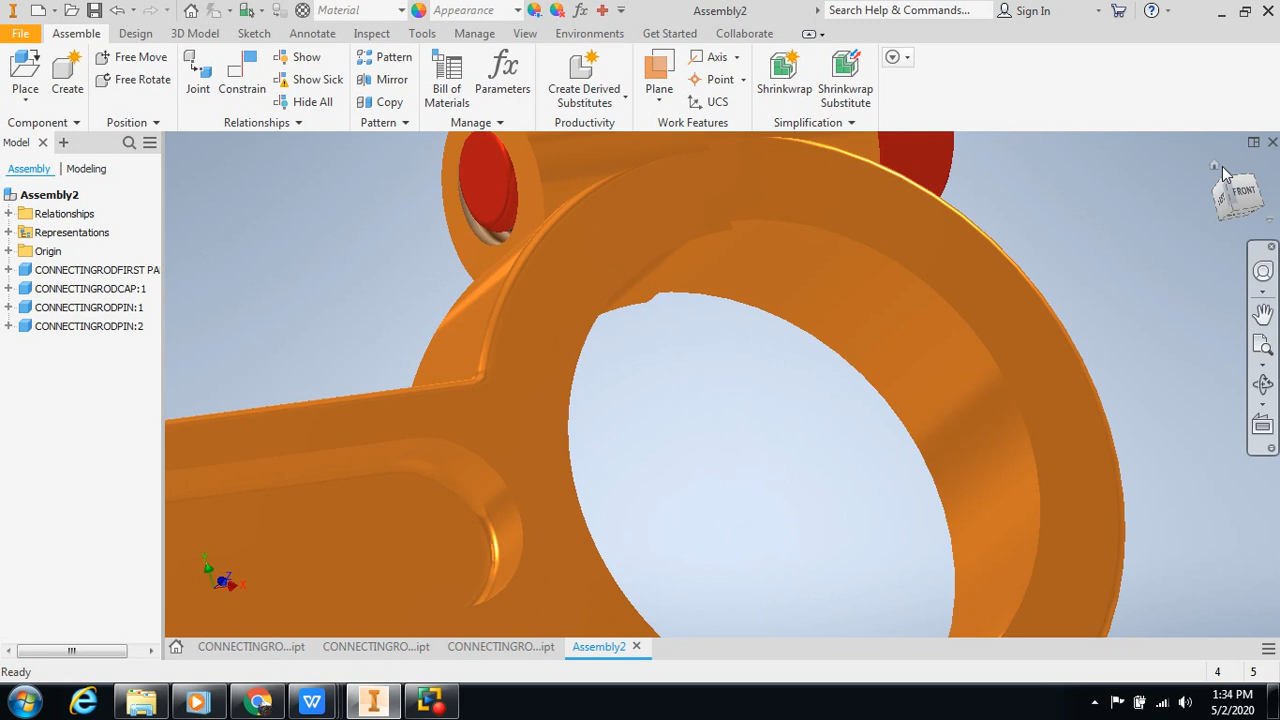 Material
Appearance
Assembly2
Search Help & Commands...
Sign In
File
Assemble
Design
3D Model
Sketch
Annotate
Inspect
Tools
Manage
View
Environments
Get Started
Collaborate
Place
Create
Free Move
Free Rotate
Component
Position
Joint
Constrain
Show
Show Sick
Hide All
Relationships
Pattern
Mirror
Copy
Pattern
Bill of Materials
Parameters
Manage
Create Derived Substitutes
Productivity
Plane
Axis
Point
UCS
Work Features
Shrinkwrap
Shrinkwrap Substitute
Simplification
Model
Assembly
Modeling
Assembly2
Relationships
Representations
Origin
CONNECTINGRODFIRST PA
CONNECTINGRODCAP:1
CONNECTINGRODPIN:1
CONNECTINGRODPIN:2
FRONT
Y
Z
X
CONNECTINGRO...ipt
CONNECTINGRO...ipt
CONNECTINGRO...ipt
Assembly2
Ready
4
5
1:34 PM
5/2/2020